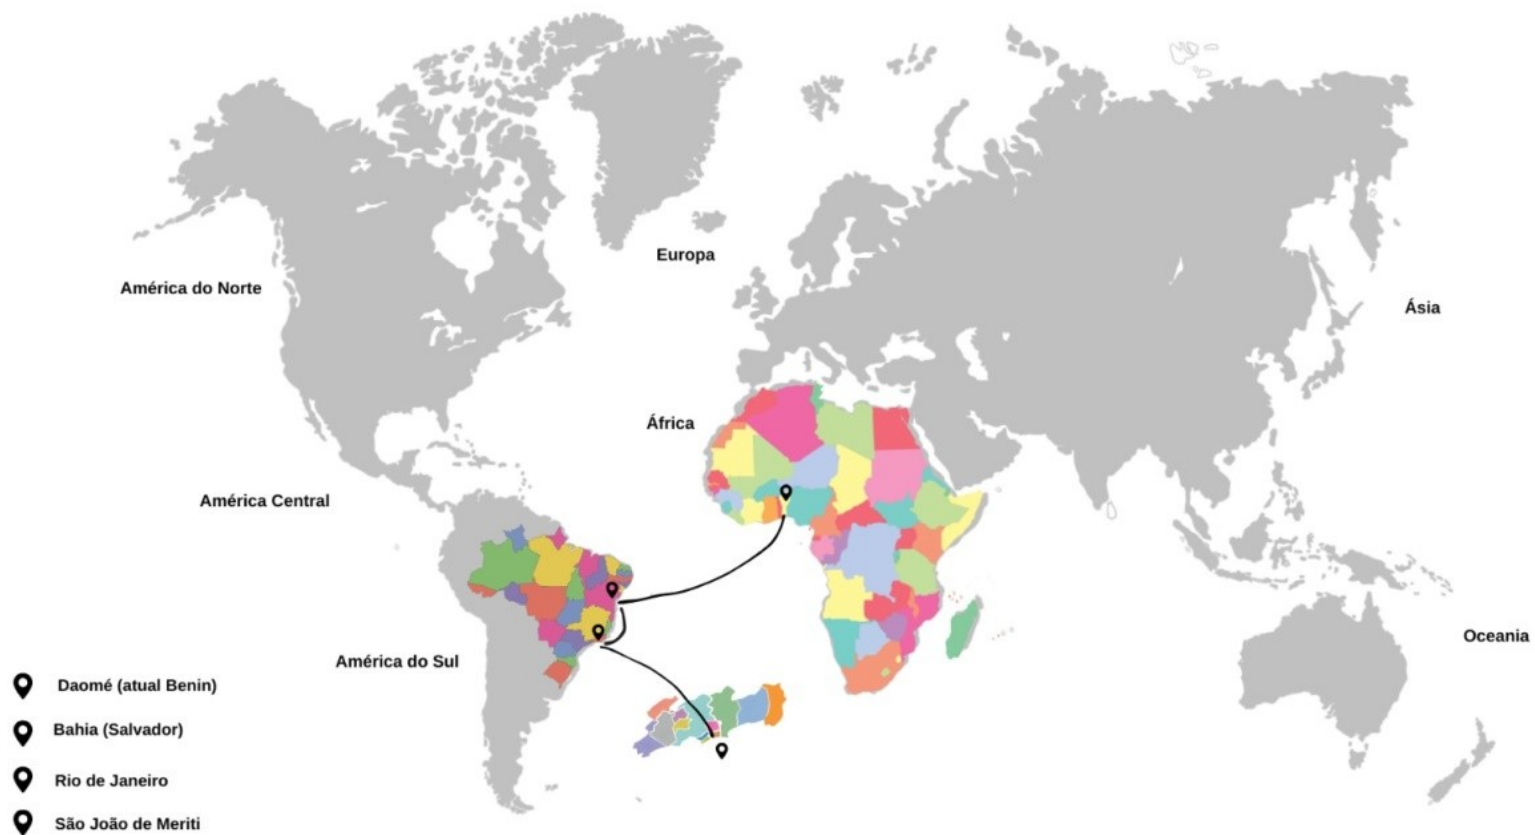 Europa
América do Norte
Ásia
África
América Central
Oceania
América do Sul
Daomé (atual Benin)
Bahia (Salvador)
Rio de Janeiro
São João de Meriti